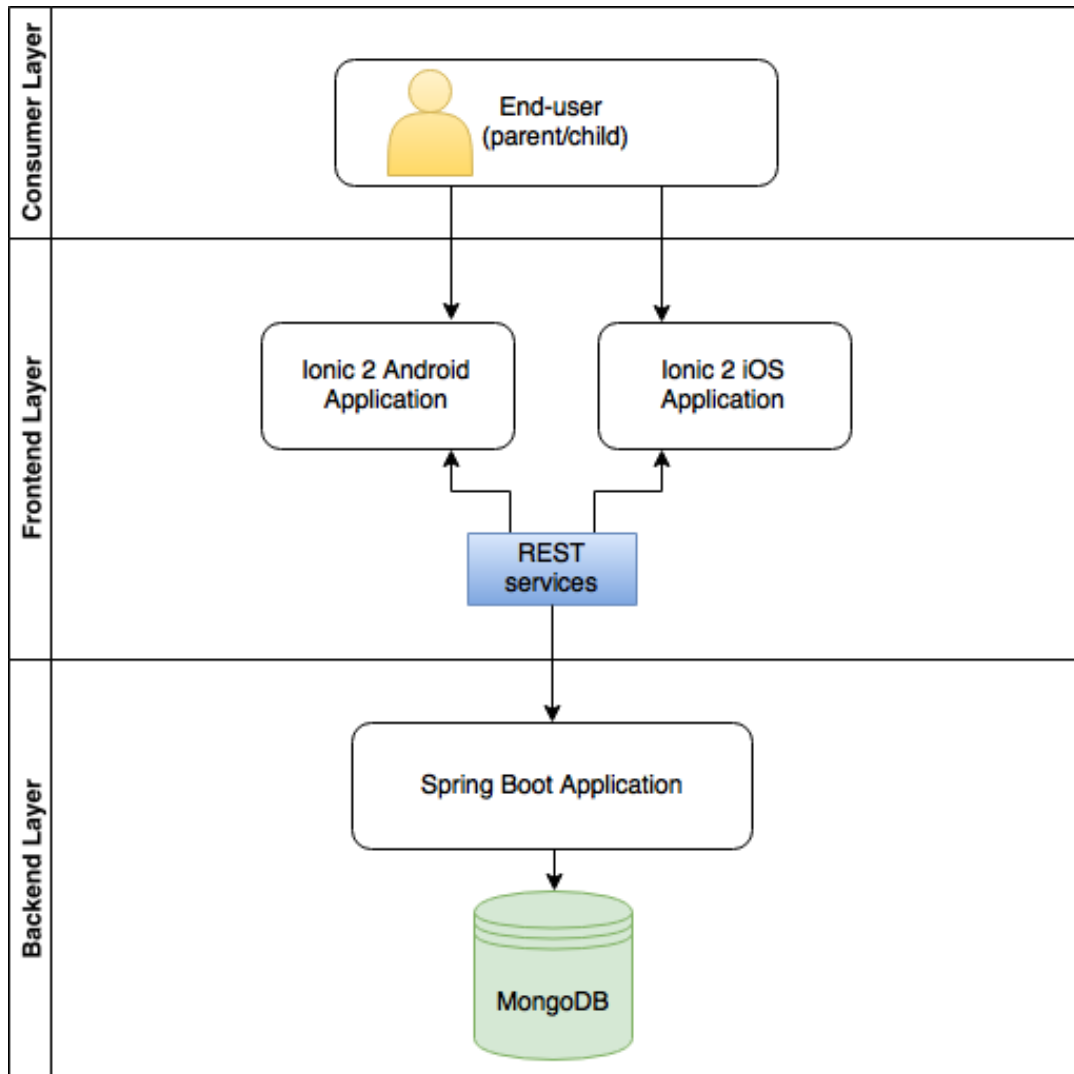 Consumer Layer
End-user
(parent/child)
Frontend Layer
Ionic 2 Android
Application
Ionic 2 iOS
Application
REST
services
Backend Layer
Spring Boot Application
MongoDB